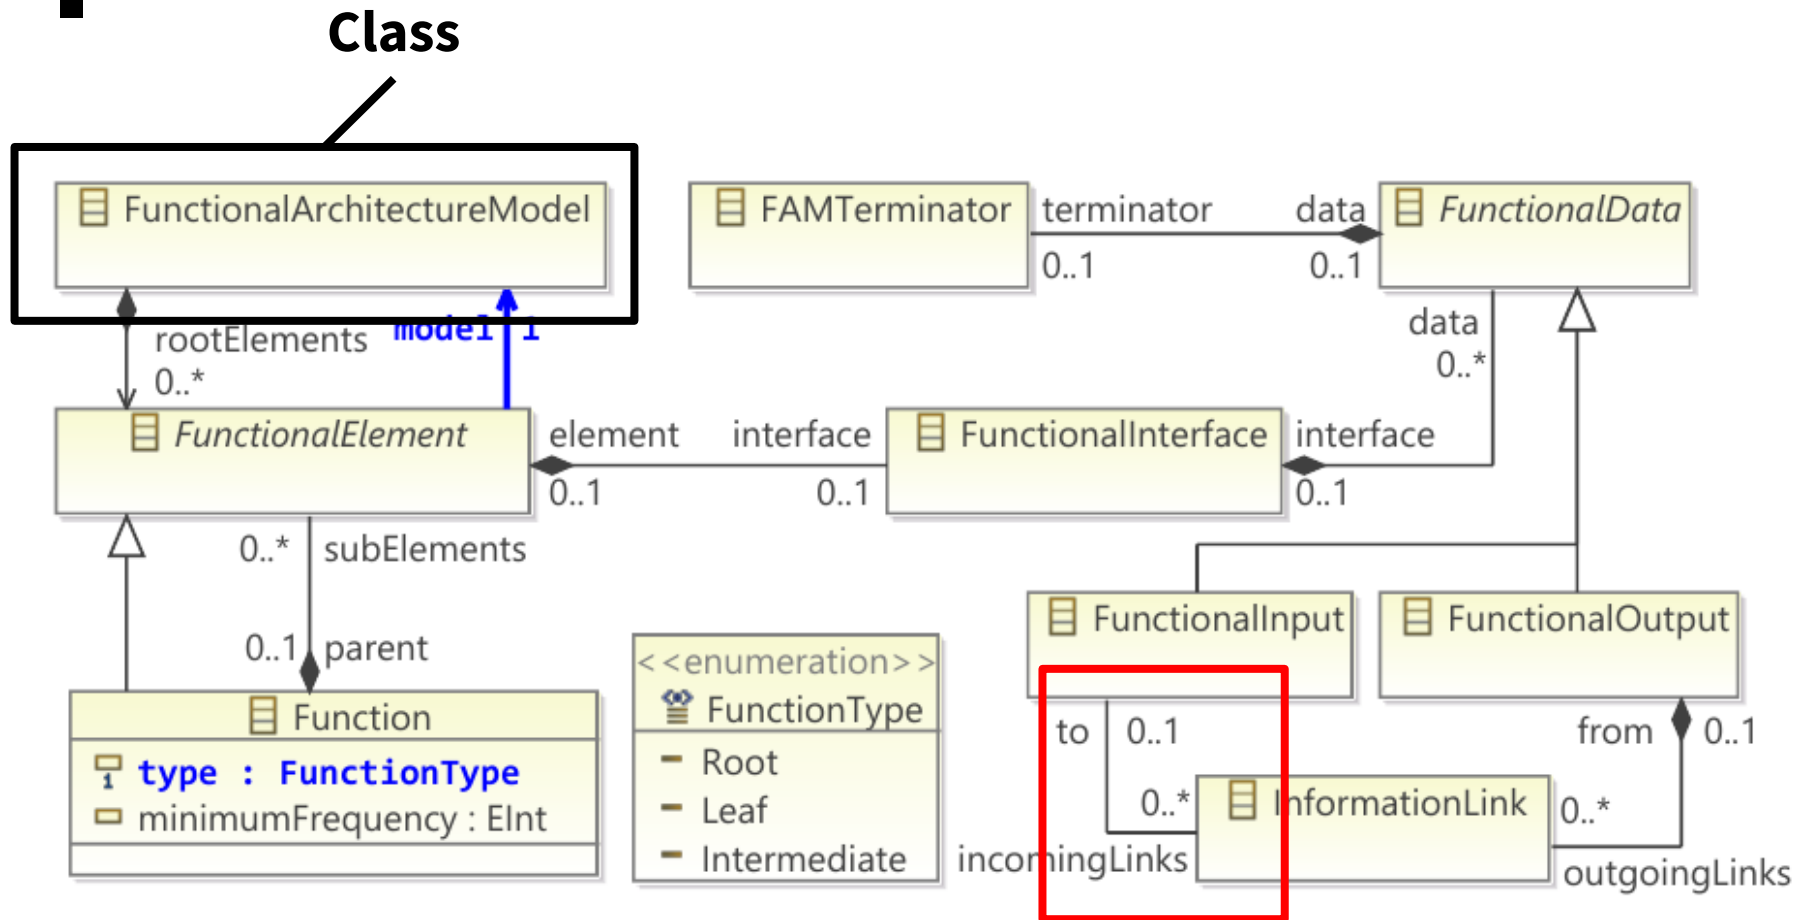 Class
FunctionalArchitectureModel
FAMTerminator
terminator
data
FunctionalData
0..1
0..1
rootElements
model 1
0..*
data
0..*
FunctionalElement
element
interface
FunctionalInterface
interface
0..1
0..1
0..1
0..*
subElements
0..1
parent
Function
1
type : FunctionType
minimumFrequency : EInt
<<enumeration>>
FunctionType
Root
Leaf
Intermediate
FunctionalInput
FunctionalOutput
to
0..1
from
0..1
0..*
InformationLink
0..*
incomingLinks
outgoingLinks